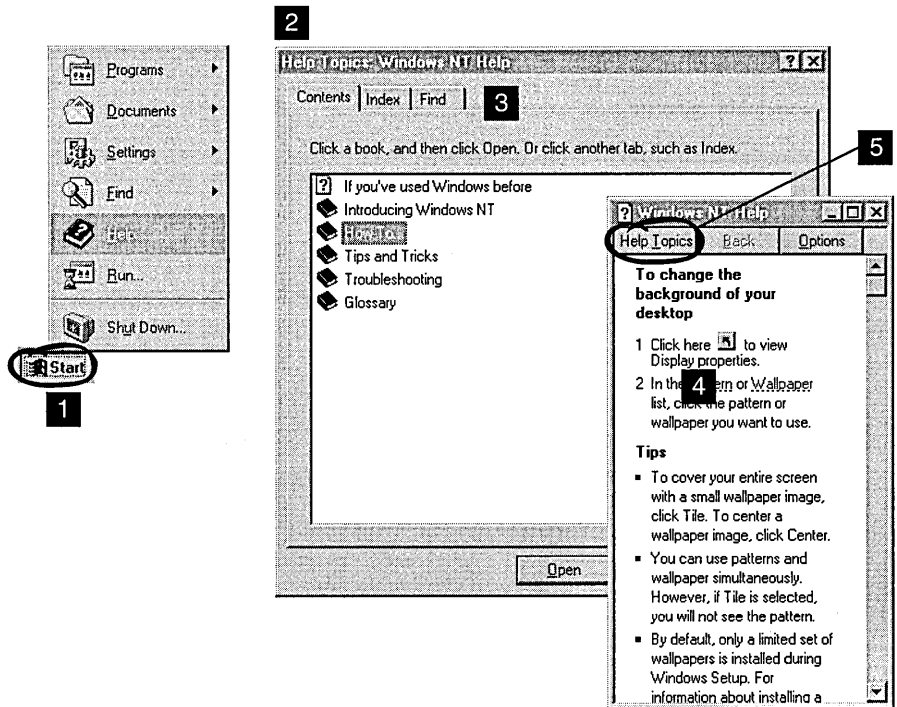 2
Programs
Documents
Settings
Find
Help
Run...
Shut Down...
Start
1
Help Topics: Windows NT Help
Contents Index Find
3
Click a book, and then click Open. Or click another tab, such as Index.
If you've used Windows before
Introducing Windows NT
How To...
Tips and Tricks
Troubleshooting
Glossary
Open
5
Windows NT Help
Help Topics Back Options
To change the
background of your
desktop
1 Click here to view
Display properties.
2 In the or Wallpaper
4
list, click the pattern or
wallpaper you want to use.
Tips
▪ To cover your entire screen
with a small wallpaper image,
click Tile. To center a
wallpaper image, click Center.
▪ You can use patterns and
wallpaper simultaneously.
However, if Tile is selected,
you will not see the pattern.
▪ By default, only a limited set of
wallpapers is installed during
Windows Setup. For
information about installing a